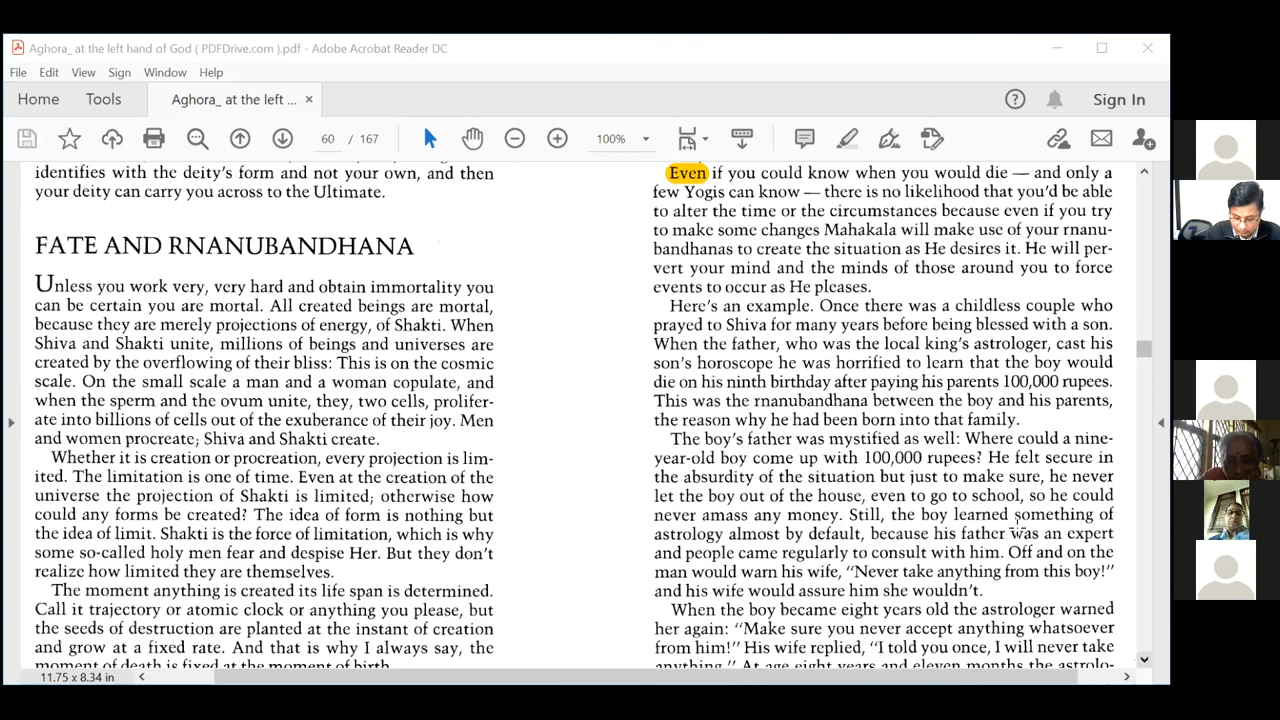 Aghora_ at the left hand of God ( PDFDrive.com ).pdf - Adobe Acrobat Reader DC
File Edit View Sign Window Help
Home Tools Aghora_ at the left ... × Sign In
60 / 167 100%
identifies with the deity's form and not your own, and then
your deity can carry you across to the Ultimate.
FATE AND RNANUBANDHANA
Unless you work very, very hard and obtain immortality you
can be certain you are mortal. All created beings are mortal,
because they are merely projections of energy, of Shakti. When
Shiva and Shakti unite, millions of beings and universes are
created by the overflowing of their bliss: This is on the cosmic
scale. On the small scale a man and a woman copulate, and
when the sperm and the ovum unite, they, two cells, prolifer-
ate into billions of cells out of the exuberance of their joy. Men
and women procreate; Shiva and Shakti create.
Whether it is creation or procreation, every projection is lim-
ited. The limitation is one of time. Even at the creation of the
universe the projection of Shakti is limited; otherwise how
could any forms be created? The idea of form is nothing but
the idea of limit. Shakti is the force of limitation, which is why
some so-called holy men fear and despise Her. But they don't
realize how limited they are themselves.
The moment anything is created its life span is determined.
Call it trajectory or atomic clock or anything you please, but
the seeds of destruction are planted at the instant of creation
and grow at a fixed rate. And that is why I always say, the
moment of death is fixed at the moment of birth.
Even if you could know when you would die — and only a
few Yogis can know — there is no likelihood that you'd be able
to alter the time or the circumstances because even if you try
to make some changes Mahakala will make use of your rnanu-
bandhanas to create the situation as He desires it. He will per-
vert your mind and the minds of those around you to force
events to occur as He pleases.
Here's an example. Once there was a childless couple who
prayed to Shiva for many years before being blessed with a son.
When the father, who was the local king's astrologer, cast his
son's horoscope he was horrified to learn that the boy would
die on his ninth birthday after paying his parents 100,000 rupees.
This was the rnanubandhana between the boy and his parents,
the reason why he had been born into that family.
The boy's father was mystified as well: Where could a nine-
year-old boy come up with 100,000 rupees? He felt secure in
the absurdity of the situation but just to make sure, he never
let the boy out of the house, even to go to school, so he could
never amass any money. Still, the boy learned something of
astrology almost by default, because his father was an expert
and people came regularly to consult with him. Off and on the
man would warn his wife, "Never take anything from this boy!"
and his wife would assure him she wouldn't.
When the boy became eight years old the astrologer warned
her again: "Make sure you never accept anything whatsoever
from him!" His wife replied, "I told you once, I will never take
anything." At age eight years and eleven months the astrolo-
11.75 x 8.34 in